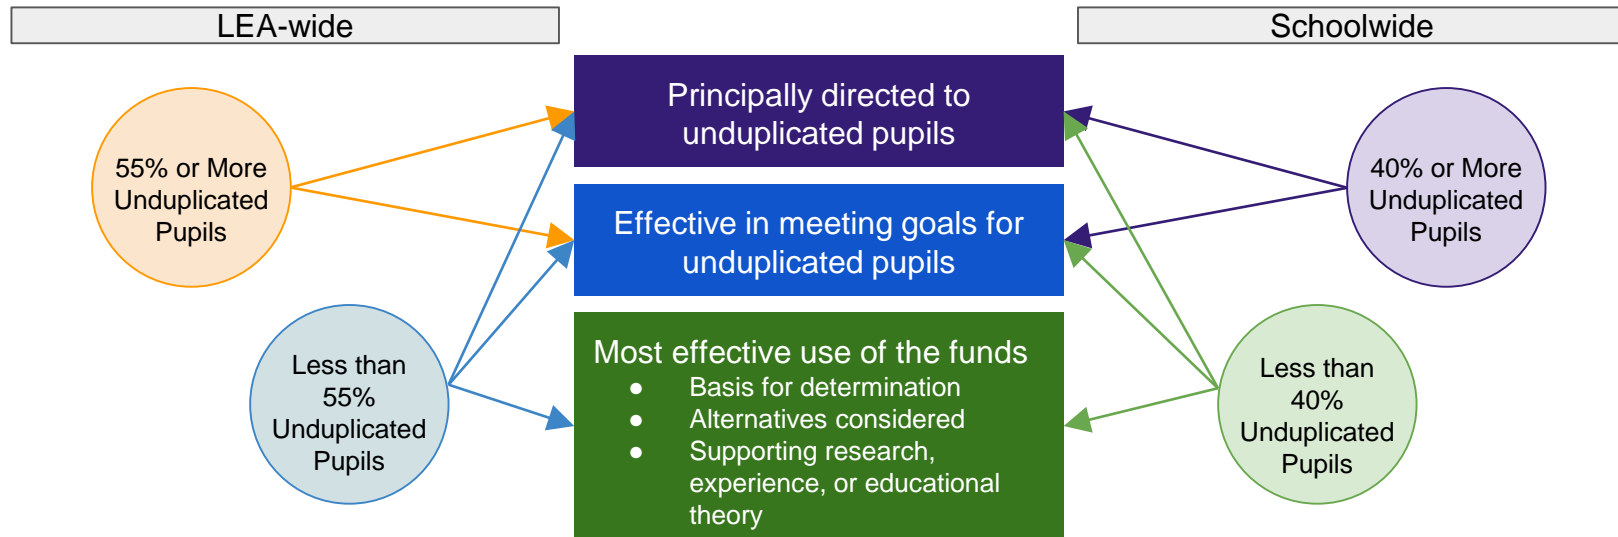 LEA-wide
Schoolwide
55% or More
Unduplicated
Pupils
Less than
55%
Unduplicated
Pupils
Principally directed to
unduplicated pupils
Effective in meeting goals for
unduplicated pupils
Most effective use of the funds
● Basis for determination
● Alternatives considered
● Supporting research,
experience, or educational
theory
40% or More
Unduplicated
Pupils
Less than
40%
Unduplicated
Pupils